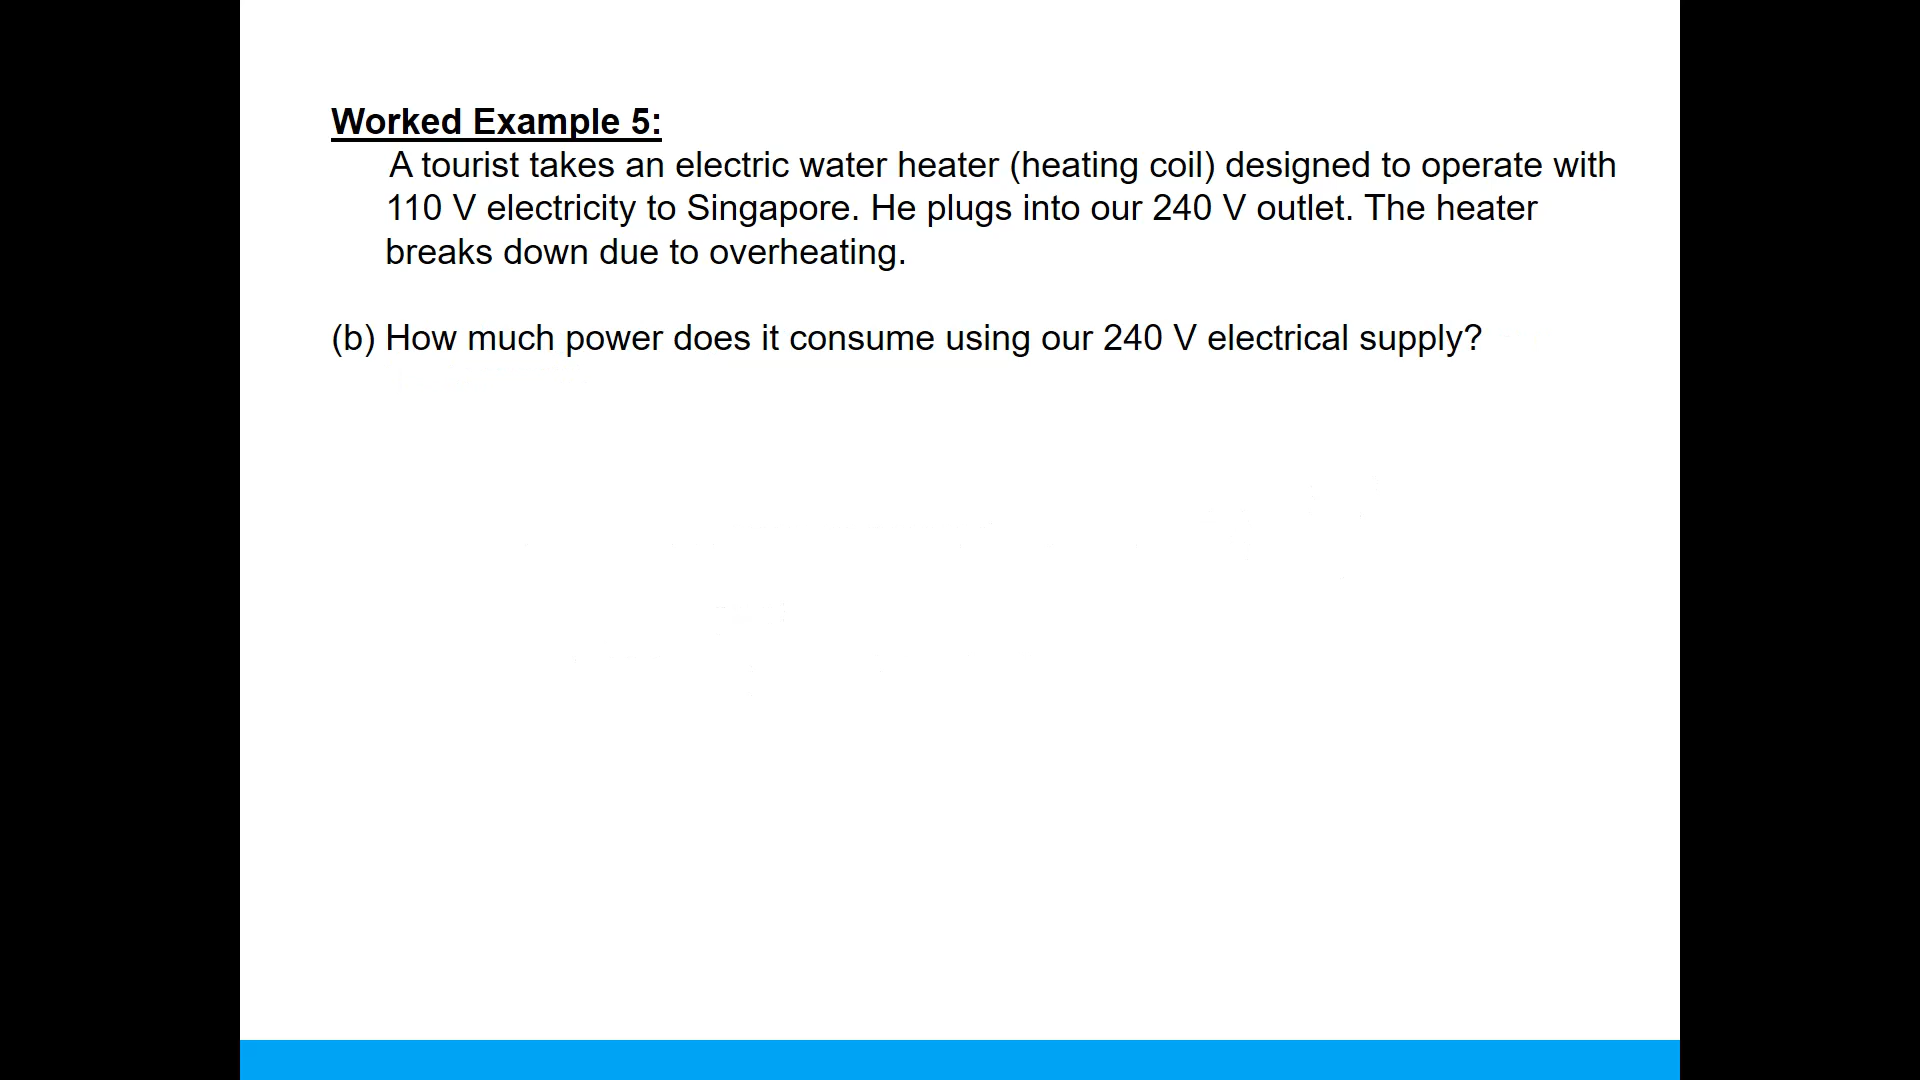 Worked Example 5:
A tourist takes an electric water heater (heating coil) designed to operate with
110 V electricity to Singapore. He plugs into our 240 V outlet. The heater
breaks down due to overheating.
(b) How much power does it consume using our 240 V electrical supply?